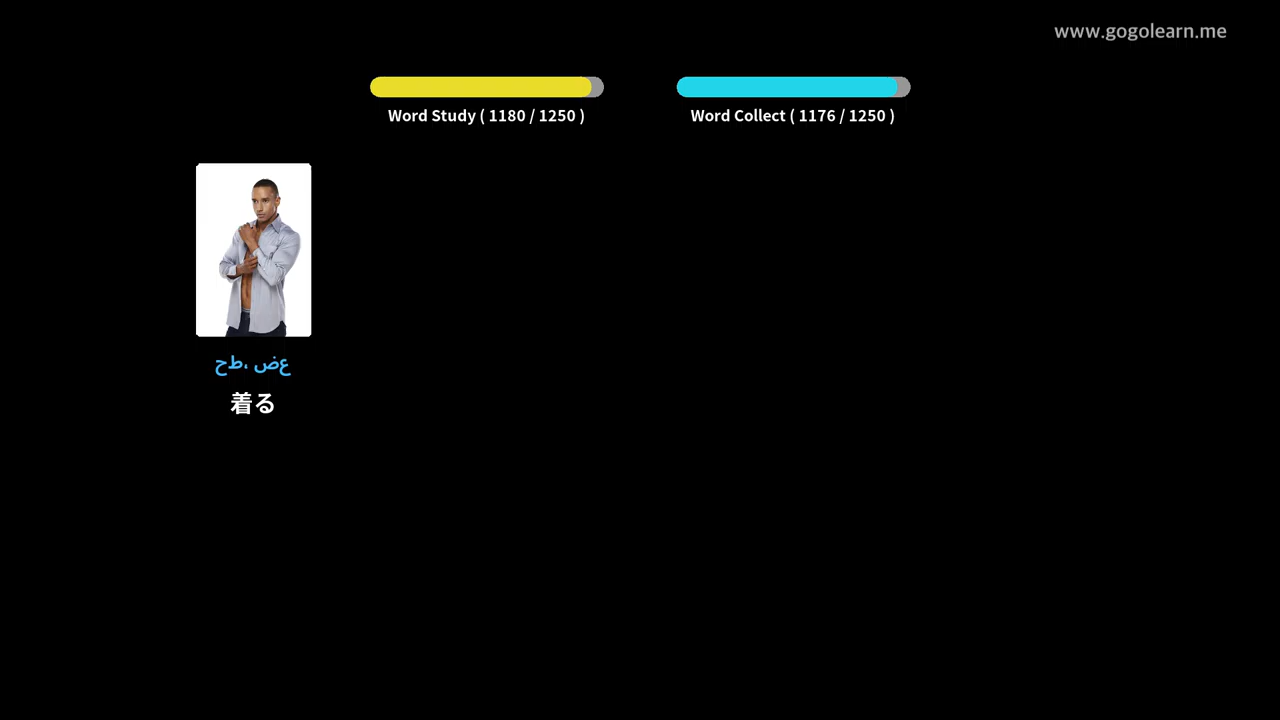 www.gogolearn.me
Word Study ( 1180 / 1250 )
Word Collect ( 1176 / 1250 )
عض ،طح
着る